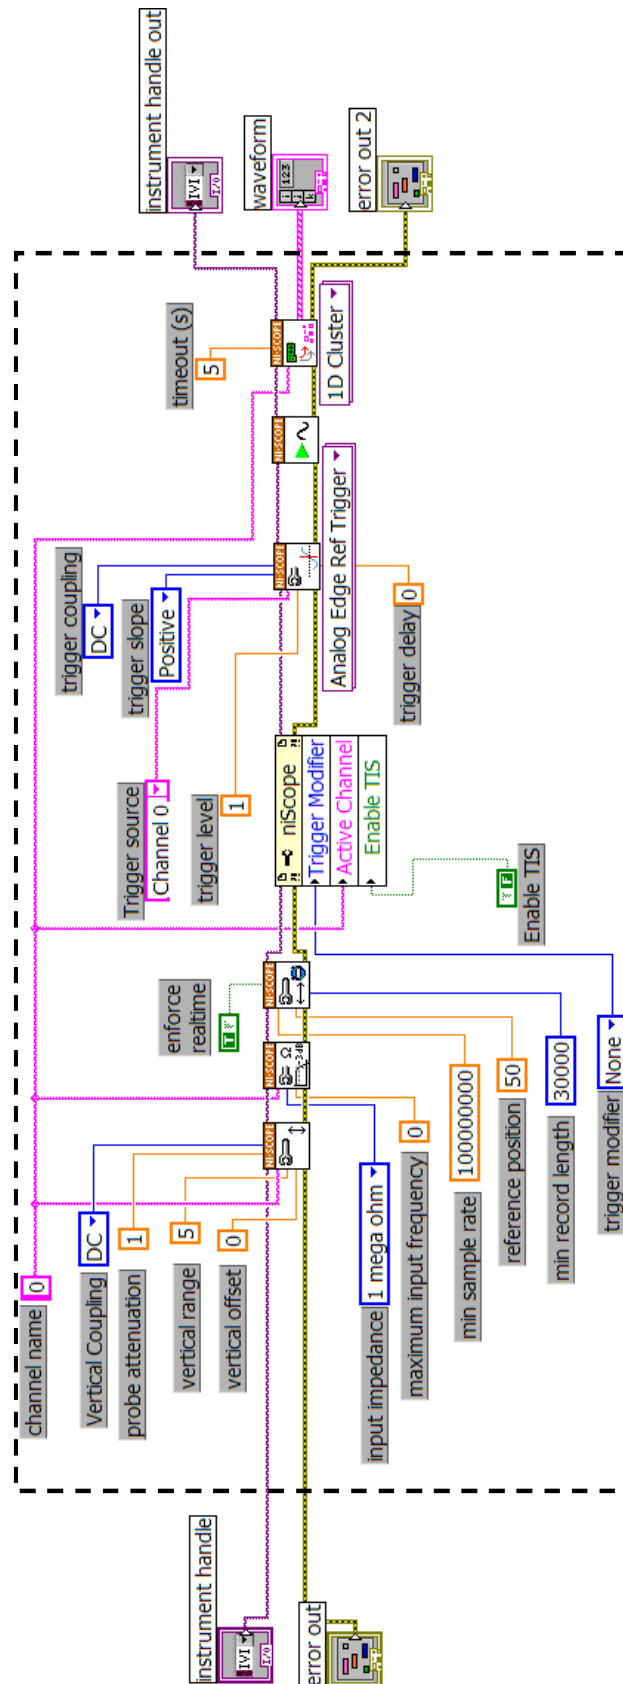 instrument handle
IVI
I/O
error out
channel name
0
Vertical Coupling
DC
probe attenuation
1
vertical range
5
vertical offset
0
NI-SCOPE
input impedance
1 mega ohm
maximum input frequency
0
NI-SCOPE
Ω
-3dB
min sample rate
100000000
reference position
50
min record length
30000
trigger modifier
None
enforce
realtime
T
NI-SCOPE
niScope
Trigger Modifier
Active Channel
Enable TIS
F
Enable TIS
Trigger source
Channel 0
trigger level
1
trigger coupling
DC
trigger slope
Positive
NI-SCOPE
Analog Edge Ref Trigger
trigger delay
0
NI-SCOPE
timeout (s)
5
NI-SCOPE
1D Cluster
instrument handle out
IVI
I/O
waveform
123
i
j
k
error out 2